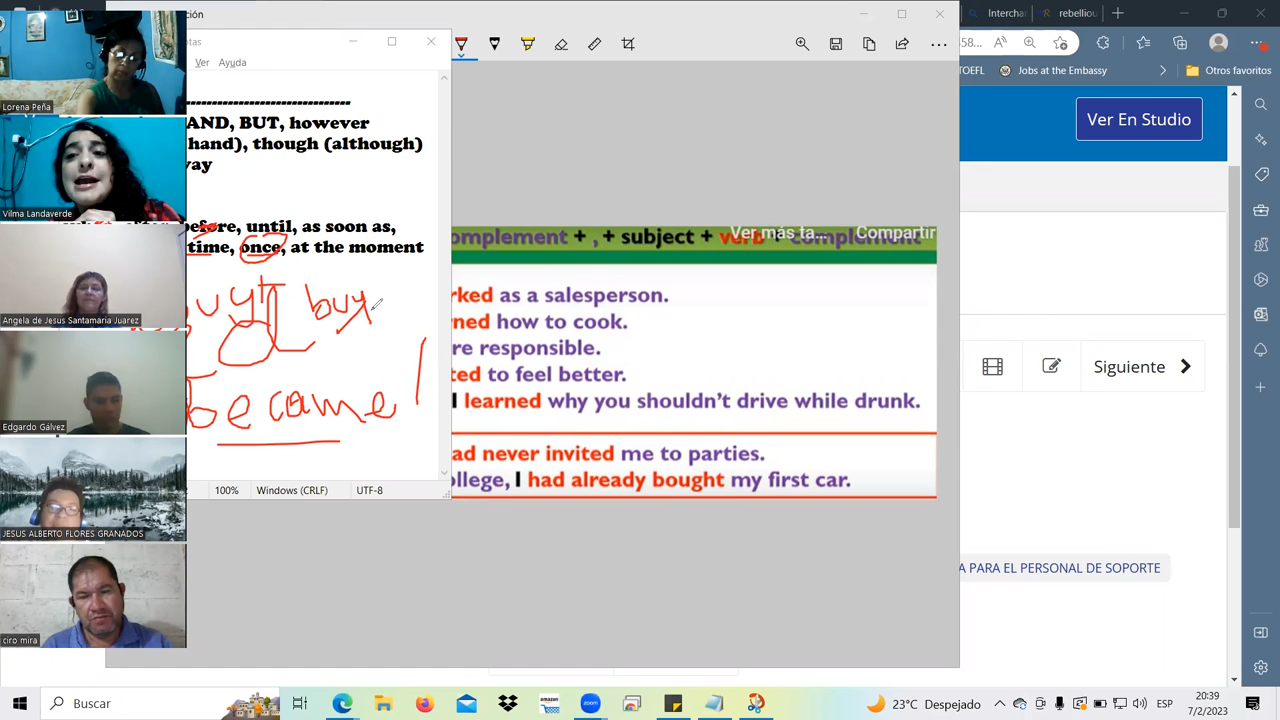 ción
tas
Ver Ayuda
AND, BUT, however
hand), though (although)
way
before, until, as soon as,
time, once, at the moment
buy
became
100% Windows (CRLF) UTF-8
Lorena Peña
Vilma Landaverde
Angela de Jesus Santamaria Juarez
Edgardo Gálvez
JESUS ALBERTO FLORES GRANADOS
ciro mira
omplement + , + subject + verb + complement
Ver más ta... Compartir
rked as a salesperson.
rned how to cook.
re responsible.
ted to feel better.
I learned why you shouldn't drive while drunk.
ad never invited me to parties.
ollege, I had already bought my first car.
58...
TOEFL Jobs at the Embassy Otros favoritos
Ver En Studio
Siguiente
A PARA EL PERSONAL DE SOPORTE
Buscar
amazon
zoom
23°C Despejado
ESP
20:39
7/2/2023